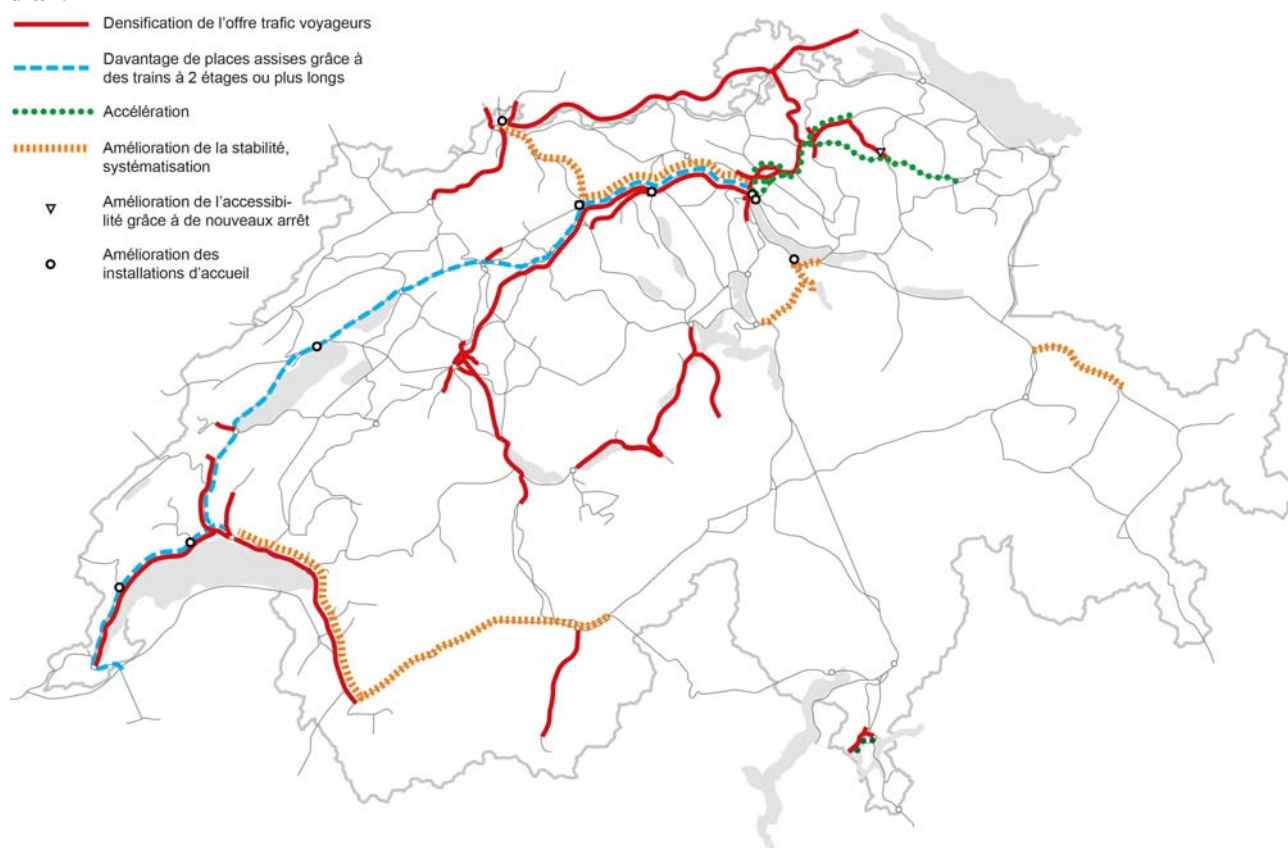 Densification de l'offre trafic voyageurs
Davantage de places assises grâce à
des trains à 2 étages ou plus longs
Accélération
Amélioration de la stabilité,
systématisation
Amélioration de l'accessibi-
lité grâce à de nouveaux arrêt
Amélioration des
installations d'accueil